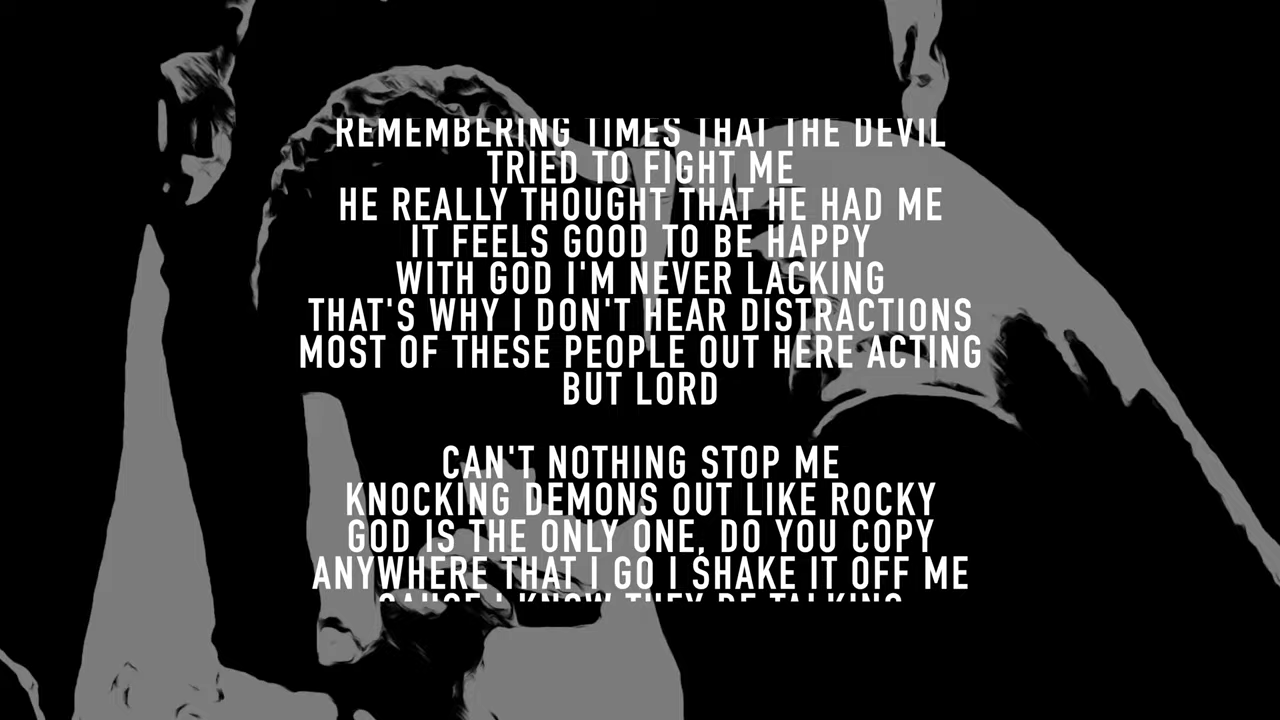 REMEMBERING TIMES THAT THE DEVIL
TRIED TO FIGHT ME
HE REALLY THOUGHT THAT HE HAD ME
IT FEELS GOOD TO BE HAPPY
WITH GOD I'M NEVER LACKING
THAT'S WHY I DON'T HEAR DISTRACTIONS
MOST OF THESE PEOPLE OUT HERE ACTING
BUT LORD
CAN'T NOTHING STOP ME
KNOCKING DEMONS OUT LIKE ROCKY
GOD IS THE ONLY ONE, DO YOU COPY
ANYWHERE THAT I GO I SHAKE IT OFF ME
CAUSE I KNOW THEY BE TALKING